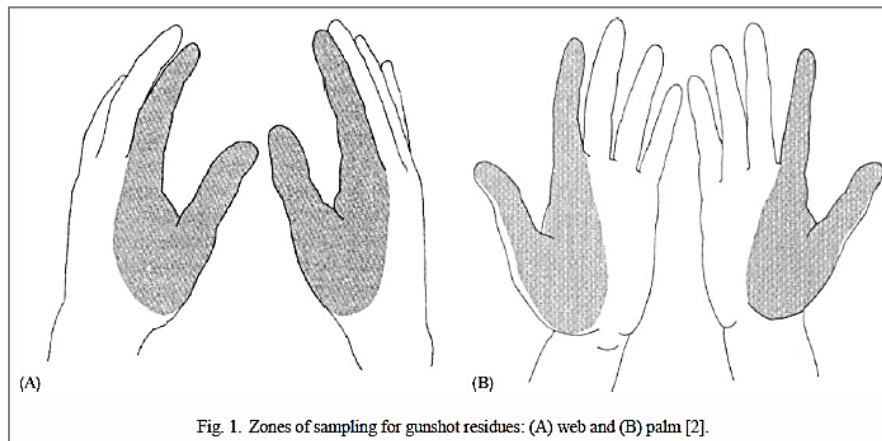 (A)
(B)
Fig. 1. Zones of sampling for gunshot residues: (A) web and (B) palm [2].